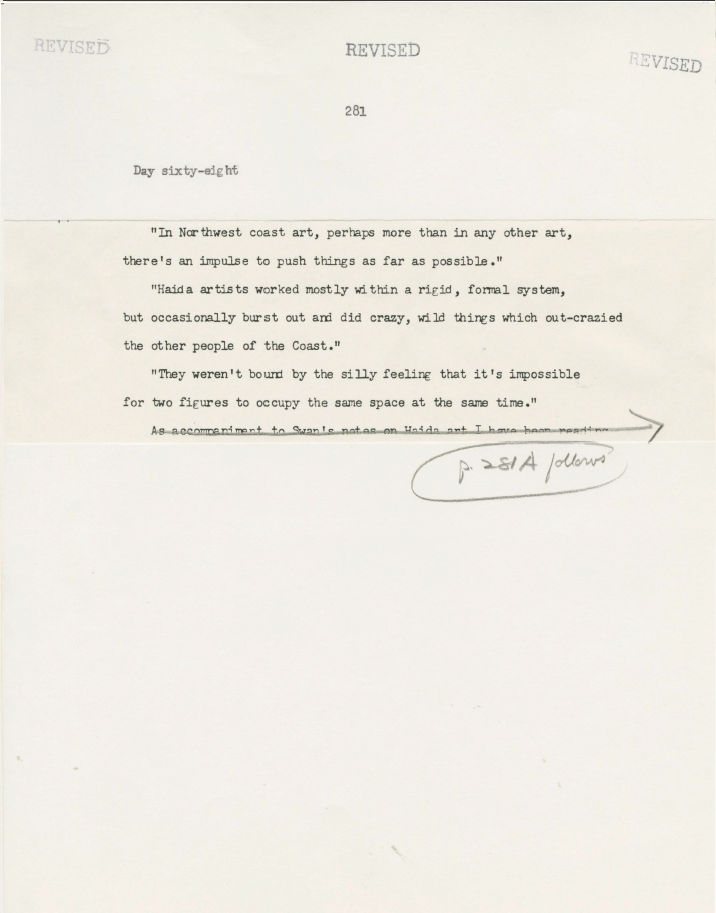 REVISED REVISED REVISED
281
Day sixty-eight
"In Northwest coast art, perhaps more than in any other art,
there's an impulse to push things as far as possible."
"Haida artists worked mostly within a rigid, formal system,
but occasionally burst out and did crazy, wild things which out-crazied
the other people of the Coast."
"They weren't bound by the silly feeling that it's impossible
for two figures to occupy the same space at the same time."
As accompaniment to Swan's notes on Haida art I have been reading
p. 281A follows